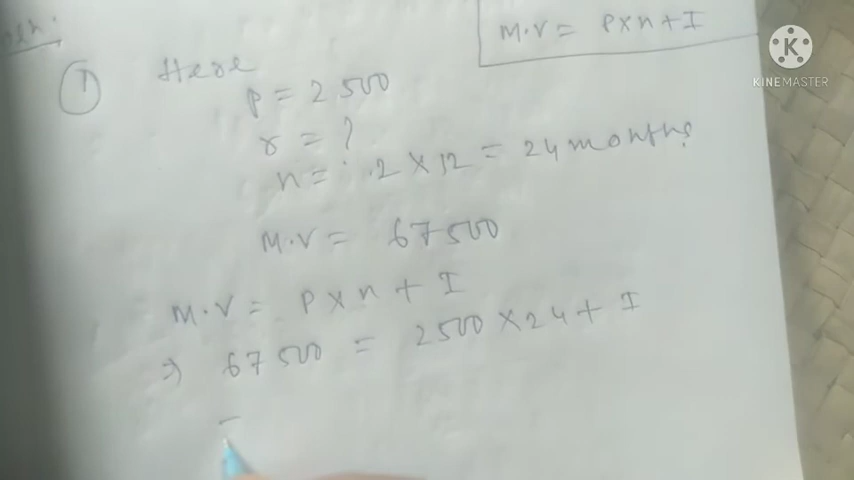 M.V = P x n + I
K
KINEMASTER
① Here
P = 2500
r = ?
n = 2 x 12 = 24 months
M.V = 67500
M.V = P x n + I
⇒ 67500 = 2500 x 24 + I